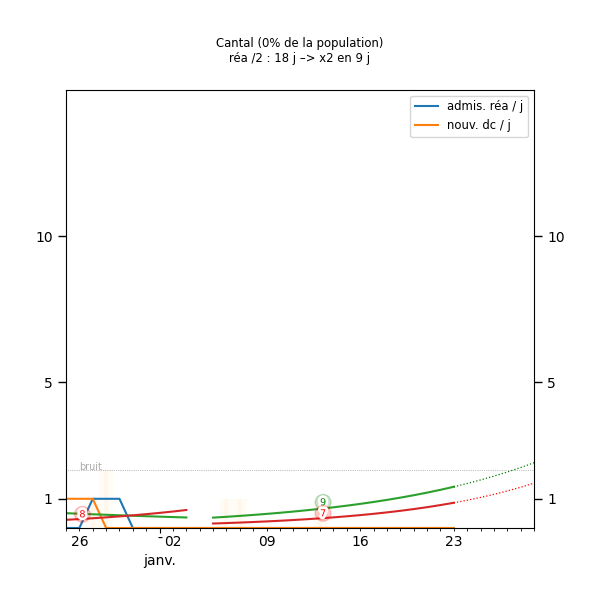 Cantal (0% de la population)
réa /2 : 18 j –> x2 en 9 j
admis. réa / j
nouv. dc / j
10 10
5 5
bruit
1 1
9
8 7
26 02 09 16 23
janv.